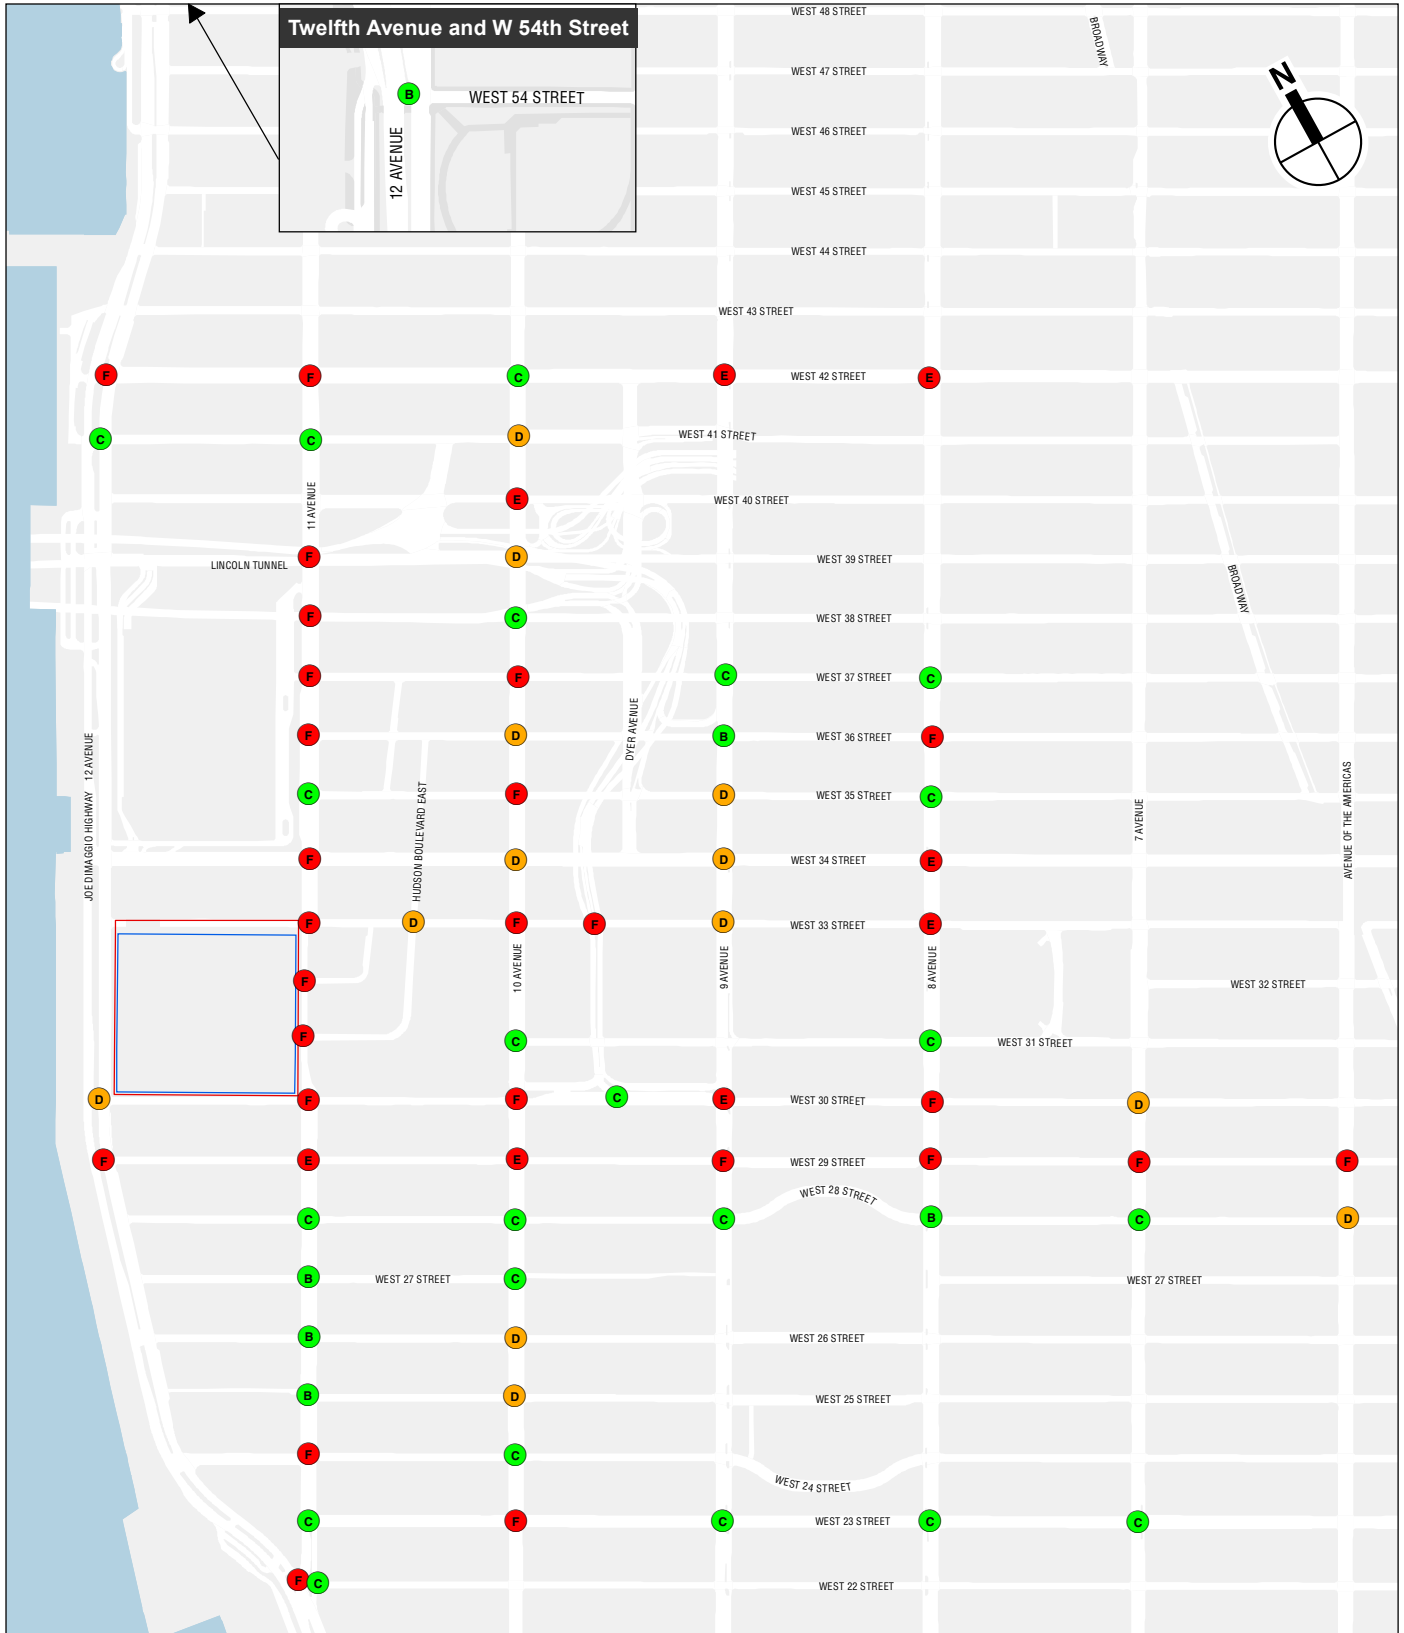 WEST 48 STREET
BROADWAY
Twelfth Avenue and W 54th Street
B
WEST 54 STREET
12 AVENUE
WEST 47 STREET
N
WEST 46 STREET
WEST 45 STREET
WEST 44 STREET
WEST 43 STREET
F
F
C
E
WEST 42 STREET
E
C
C
D
WEST 41 STREET
11 AVENUE
E
WEST 40 STREET
LINCOLN TUNNEL
F
D
WEST 39 STREET
BROADWAY
F
C
WEST 38 STREET
F
F
C
WEST 37 STREET
C
F
D
DYER AVENUE
B
WEST 36 STREET
F
JOE DIMAGGIO HIGHWAY 12 AVENUE
C
HUDSON BOULEVARD EAST
F
D
WEST 35 STREET
C
7 AVENUE
AVENUE OF THE AMERICAS
F
D
D
WEST 34 STREET
E
F
D
F
F
D
WEST 33 STREET
E
F
10 AVENUE
9 AVENUE
8 AVENUE
WEST 32 STREET
F
C
C
WEST 31 STREET
D
F
F
C
E
WEST 30 STREET
F
D
F
E
E
F
WEST 29 STREET
F
F
F
C
C
C
WEST 28 STREET
B
C
D
B
WEST 27 STREET
C
WEST 27 STREET
B
D
WEST 26 STREET
B
D
WEST 25 STREET
F
C
WEST 24 STREET
C
F
C
WEST 23 STREET
C
C
F
C
WEST 22 STREET